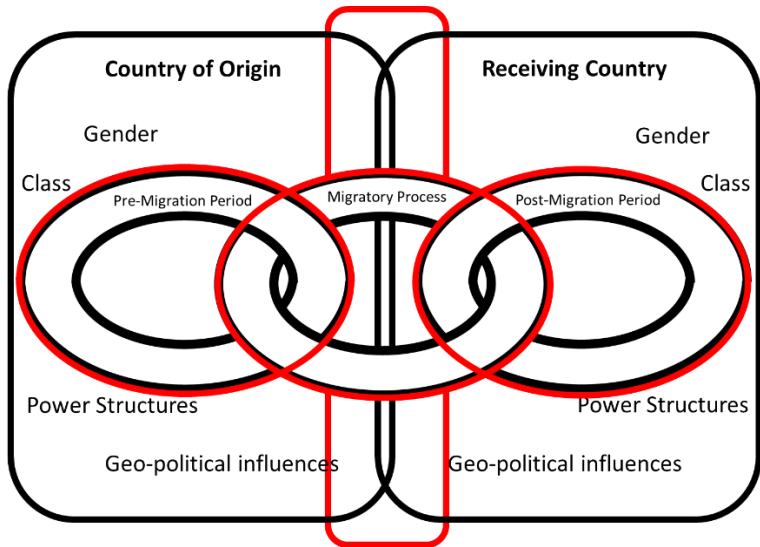 Country of Origin
Receiving Country
Gender
Gender
Class
Class
Pre-Migration Period
Migratory Process
Post-Migration Period
Power Structures
Power Structures
Geo-political influences
Geo-political influences